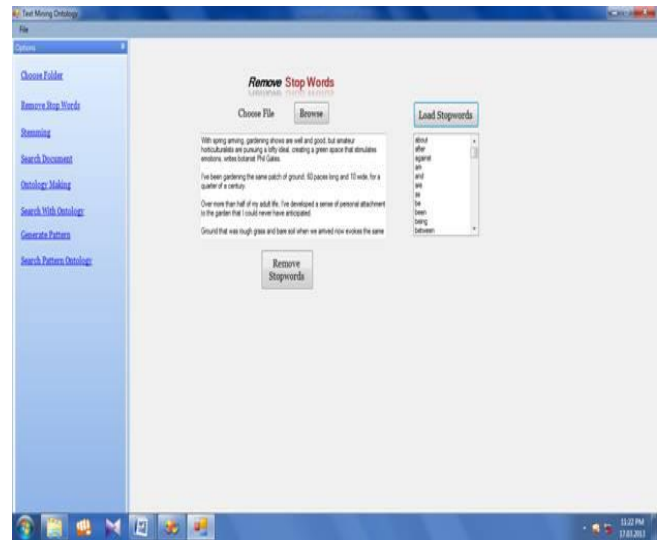 Text Mining Ontology
File
Options
Choose Folder
Remove Stop Words
Stemming
Search Document
Ontology Making
Search With Ontology
Generate Pattern
Search Pattern Ontology
Remove Stop Words
Choose File
Browse
Load Stopwords
With spring arriving, gardening shows are well and good, but amateur
horticulturalists are pursuing a lofty ideal, creating a green space that stimulates
emotions, writes botanist Phil Gates.
I've been gardening the same patch of ground, 60 paces long and 10 wide, for a
quarter of a century.
Over more than half of my adult life, I've developed a sense of personal attachment
to the garden that I could never have anticipated.
Ground that was rough grass and bare soil when we arrived now evokes the same
about
after
against
am
and
are
as
be
been
being
between
Remove
Stopwords
11:22 PM